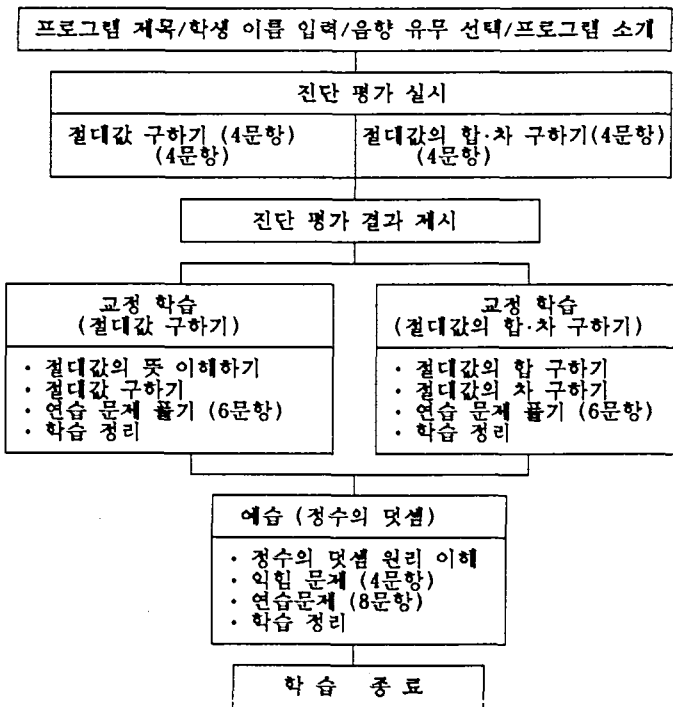 프로그램 제목/학생 이름 입력/음향 유무 선택/프로그램 소개
진단 평가 실시
절대값 구하기 (4문항)
(4문항)
절대값의 합·차 구하기(4문항)
(4문항)
진단 평가 결과 제시
교정 학습
(절대값 구하기)
· 절대값의 뜻 이해하기
· 절대값 구하기
· 연습 문제 풀기 (6문항)
· 학습 정리
교정 학습
(절대값의 합·차 구하기)
· 절대값의 합 구하기
· 절대값의 차 구하기
· 연습 문제 풀기 (6문항)
· 학습 정리
예습 (정수의 덧셈)
· 정수의 덧셈 원리 이해
· 익힘 문제 (4문항)
· 연습문제 (8문항)
· 학습 정리
학 습 종 료